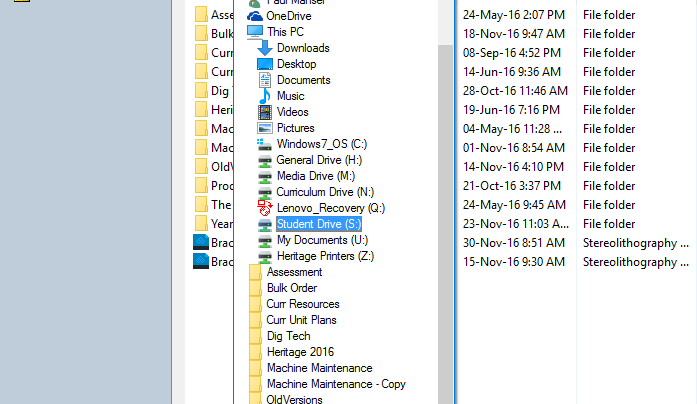 Paul Manser
OneDrive
This PC
Downloads
Desktop
Documents
Music
Videos
Pictures
Windows7_OS (C:)
General Drive (H:)
Media Drive (M:)
Curriculum Drive (N:)
Lenovo_Recovery (Q:)
Student Drive (S:)
My Documents (U:)
Heritage Printers (Z:)
Assessment
Bulk Order
Curr Resources
Curr Unit Plans
Dig Tech
Heritage 2016
Machine Maintenance
Machine Maintenance - Copy
OldVersions
Asse
Bulk
Curr
Curr
Dig T
Heri
Mac
Mac
OldV
Prod
The
Year
Brac
Brac
24-May-16 2:07 PM File folder
18-Nov-16 9:47 AM File folder
08-Sep-16 4:52 PM File folder
14-Jun-16 9:36 AM File folder
28-Oct-16 11:46 AM File folder
19-Jun-16 7:16 PM File folder
04-May-16 11:28 ... File folder
01-Nov-16 8:54 AM File folder
14-Nov-16 4:10 PM File folder
21-Oct-16 3:37 PM File folder
24-May-16 9:45 AM File folder
23-Nov-16 11:03 A... File folder
30-Nov-16 8:51 AM Stereolithography ...
15-Nov-16 9:30 AM Stereolithography ...